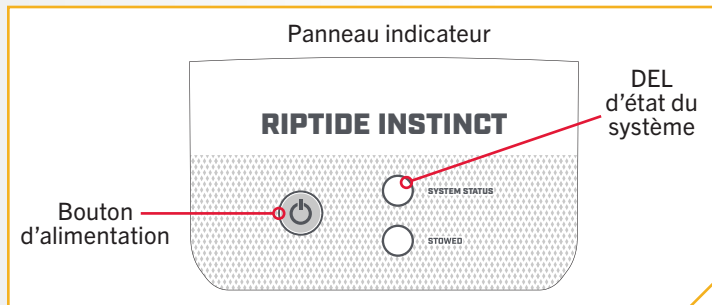 Panneau indicateur
DEL
d'état du
système
RIPTIDE INSTINCT
SYSTEM STATUS
Bouton
d'alimentation
STOWED